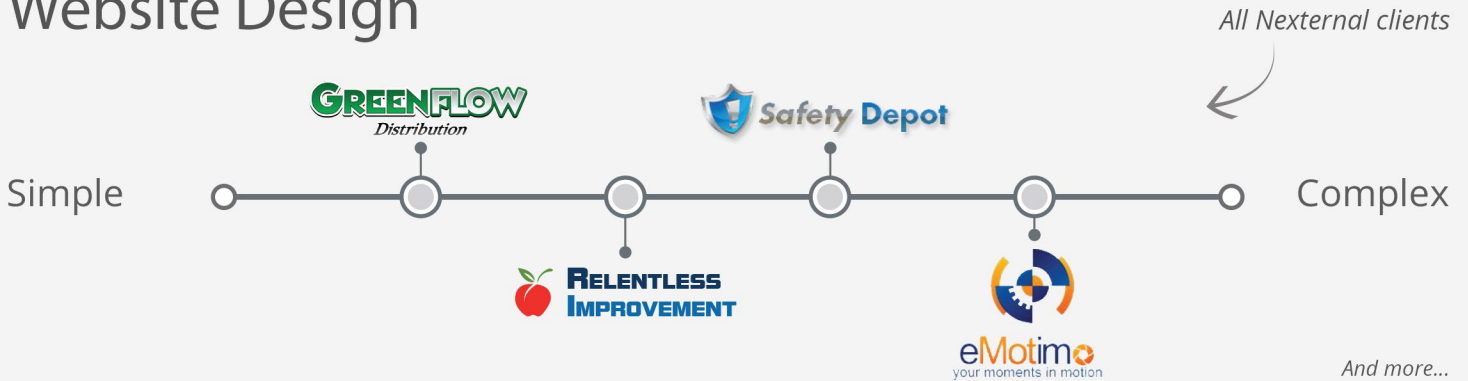 Website Design
All Nexternal clients
GREENFLOW
Distribution
Safety Depot
Simple
Complex
RELENTLESS
IMPROVEMENT
eMotimo
your moments in motion
And more...